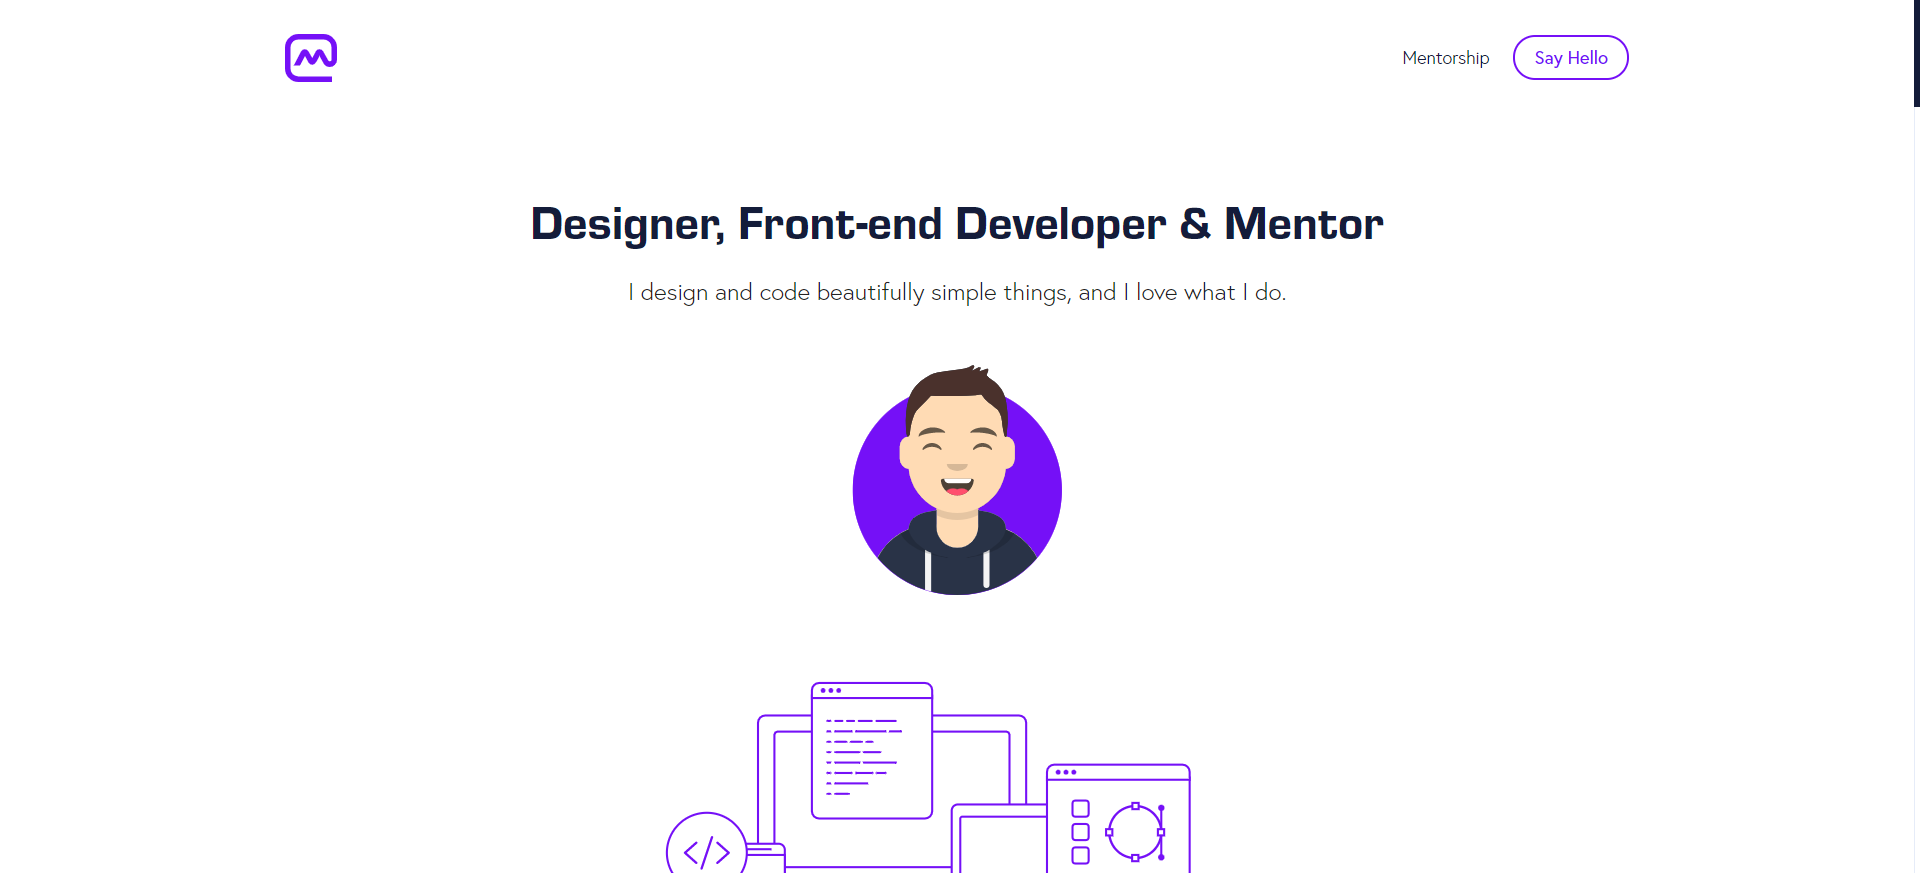 Mentorship
Say Hello
Designer, Front-end Developer & Mentor
I design and code beautifully simple things, and I love what I do.
</>